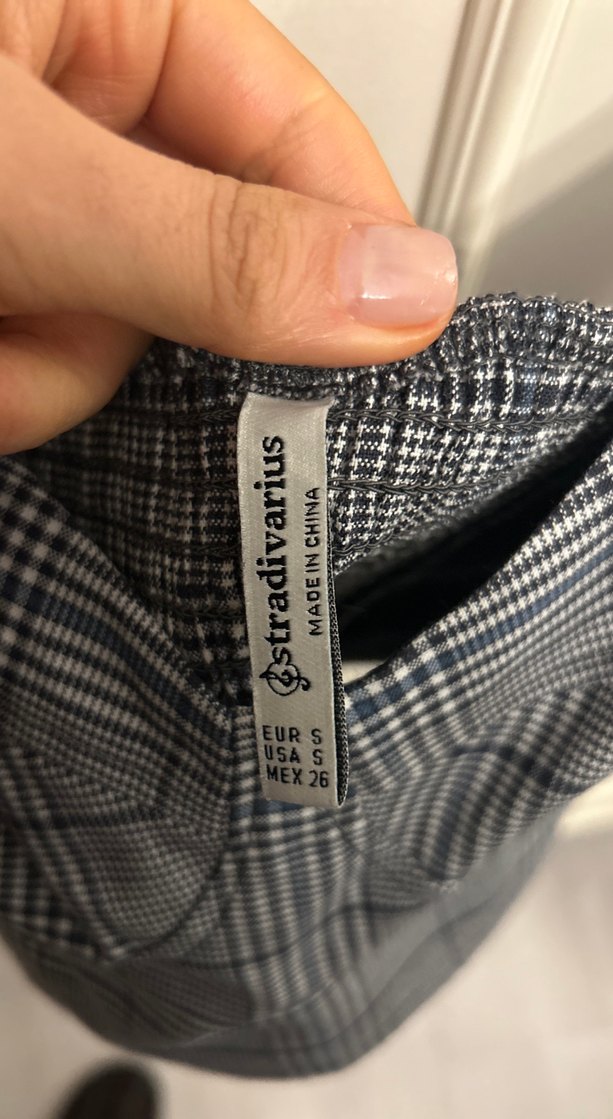 stradivarius
MADE IN CHINA
EUR S
USA S
MEX 26